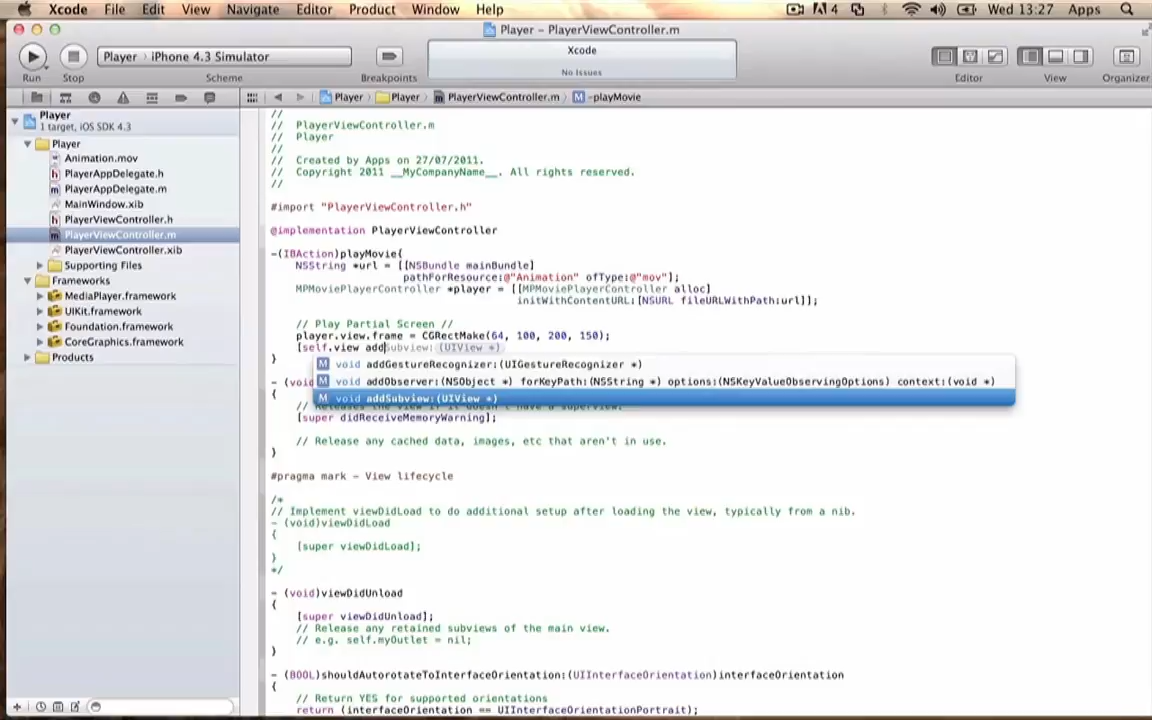 Xcode File Edit View Navigate Editor Product Window Help 4 Wed 13:27 Apps
Player – PlayerViewController.m
Player › iPhone 4.3 Simulator
Xcode
No Issues
Run Stop Scheme Breakpoints Editor View Organizer
Player › Player › PlayerViewController.m › M -playMovie
Player
1 target, iOS SDK 4.3
Player
Animation.mov
PlayerAppDelegate.h
PlayerAppDelegate.m
MainWindow.xib
PlayerViewController.h
PlayerViewController.m
PlayerViewController.xib
Supporting Files
Frameworks
MediaPlayer.framework
UIKit.framework
Foundation.framework
CoreGraphics.framework
Products
//
//  PlayerViewController.m
//  Player
//
//  Created by Apps on 27/07/2011.
//  Copyright 2011 __MyCompanyName__. All rights reserved.
//
#import "PlayerViewController.h"
@implementation PlayerViewController
-(IBAction)playMovie{
NSString *url = [[NSBundle mainBundle]
pathForResource:@"Animation" ofType:@"mov"];
MPMoviePlayerController *player = [[MPMoviePlayerController alloc]
initWithContentURL:[NSURL fileURLWithPath:url]];
// Play Partial Screen //
player.view.frame = CGRectMake(64, 100, 200, 150);
[self.view addSubview:(UIView *)
}
M void addGestureRecognizer:(UIGestureRecognizer *)
- (void
M void addObserver:(NSObject *) forKeyPath:(NSString *) options:(NSKeyValueObservingOptions) context:(void *)
{
M void addSubview:(UIView *)
[super didReceiveMemoryWarning];
// Release any cached data, images, etc that aren't in use.
}
#pragma mark - View lifecycle
/*
// Implement viewDidLoad to do additional setup after loading the view, typically from a nib.
- (void)viewDidLoad
{
[super viewDidLoad];
}
*/
- (void)viewDidUnload
{
[super viewDidUnload];
// Release any retained subviews of the main view.
// e.g. self.myOutlet = nil;
}
- (BOOL)shouldAutorotateToInterfaceOrientation:(UIInterfaceOrientation)interfaceOrientation
{
// Return YES for supported orientations
return (interfaceOrientation == UIInterfaceOrientationPortrait);